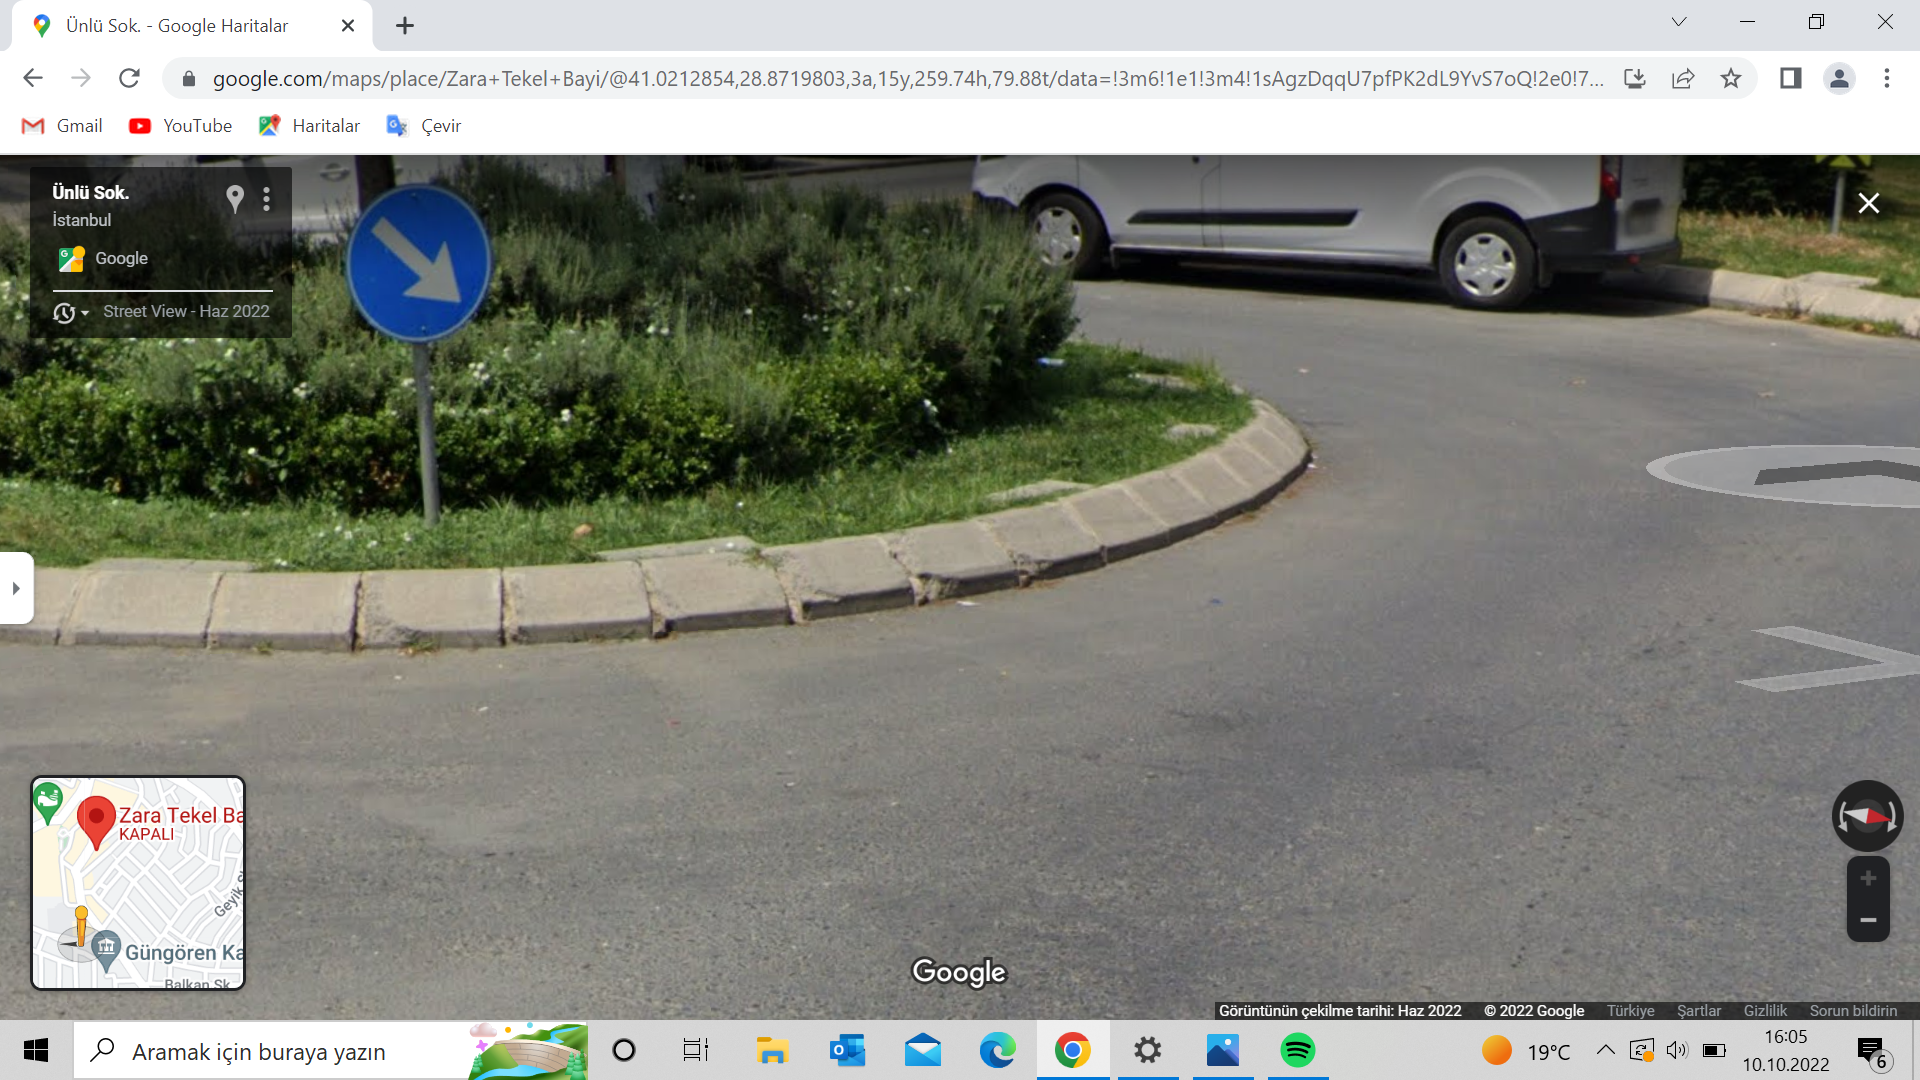 Ünlü Sok. - Google Haritalar
google.com/maps/place/Zara+Tekel+Bayi/@41.0212854,28.8719803,3a,15y,259.74h,79.88t/data=!3m6!1e1!3m4!1sAgzDqqU7pfPK2dL9YvS7oQ!2e0!7...
Gmail YouTube Haritalar Çevir
Ünlü Sok.
İstanbul
Google
Street View - Haz 2022
Zara Tekel Ba
KAPALI
Geyik S
Güngören Ka
Balkan Sk
Google
Görüntünün çekilme tarihi: Haz 2022 © 2022 Google Türkiye Şartlar Gizlilik Sorun bildirin
Aramak için buraya yazın
19°C
16:05
10.10.2022
6